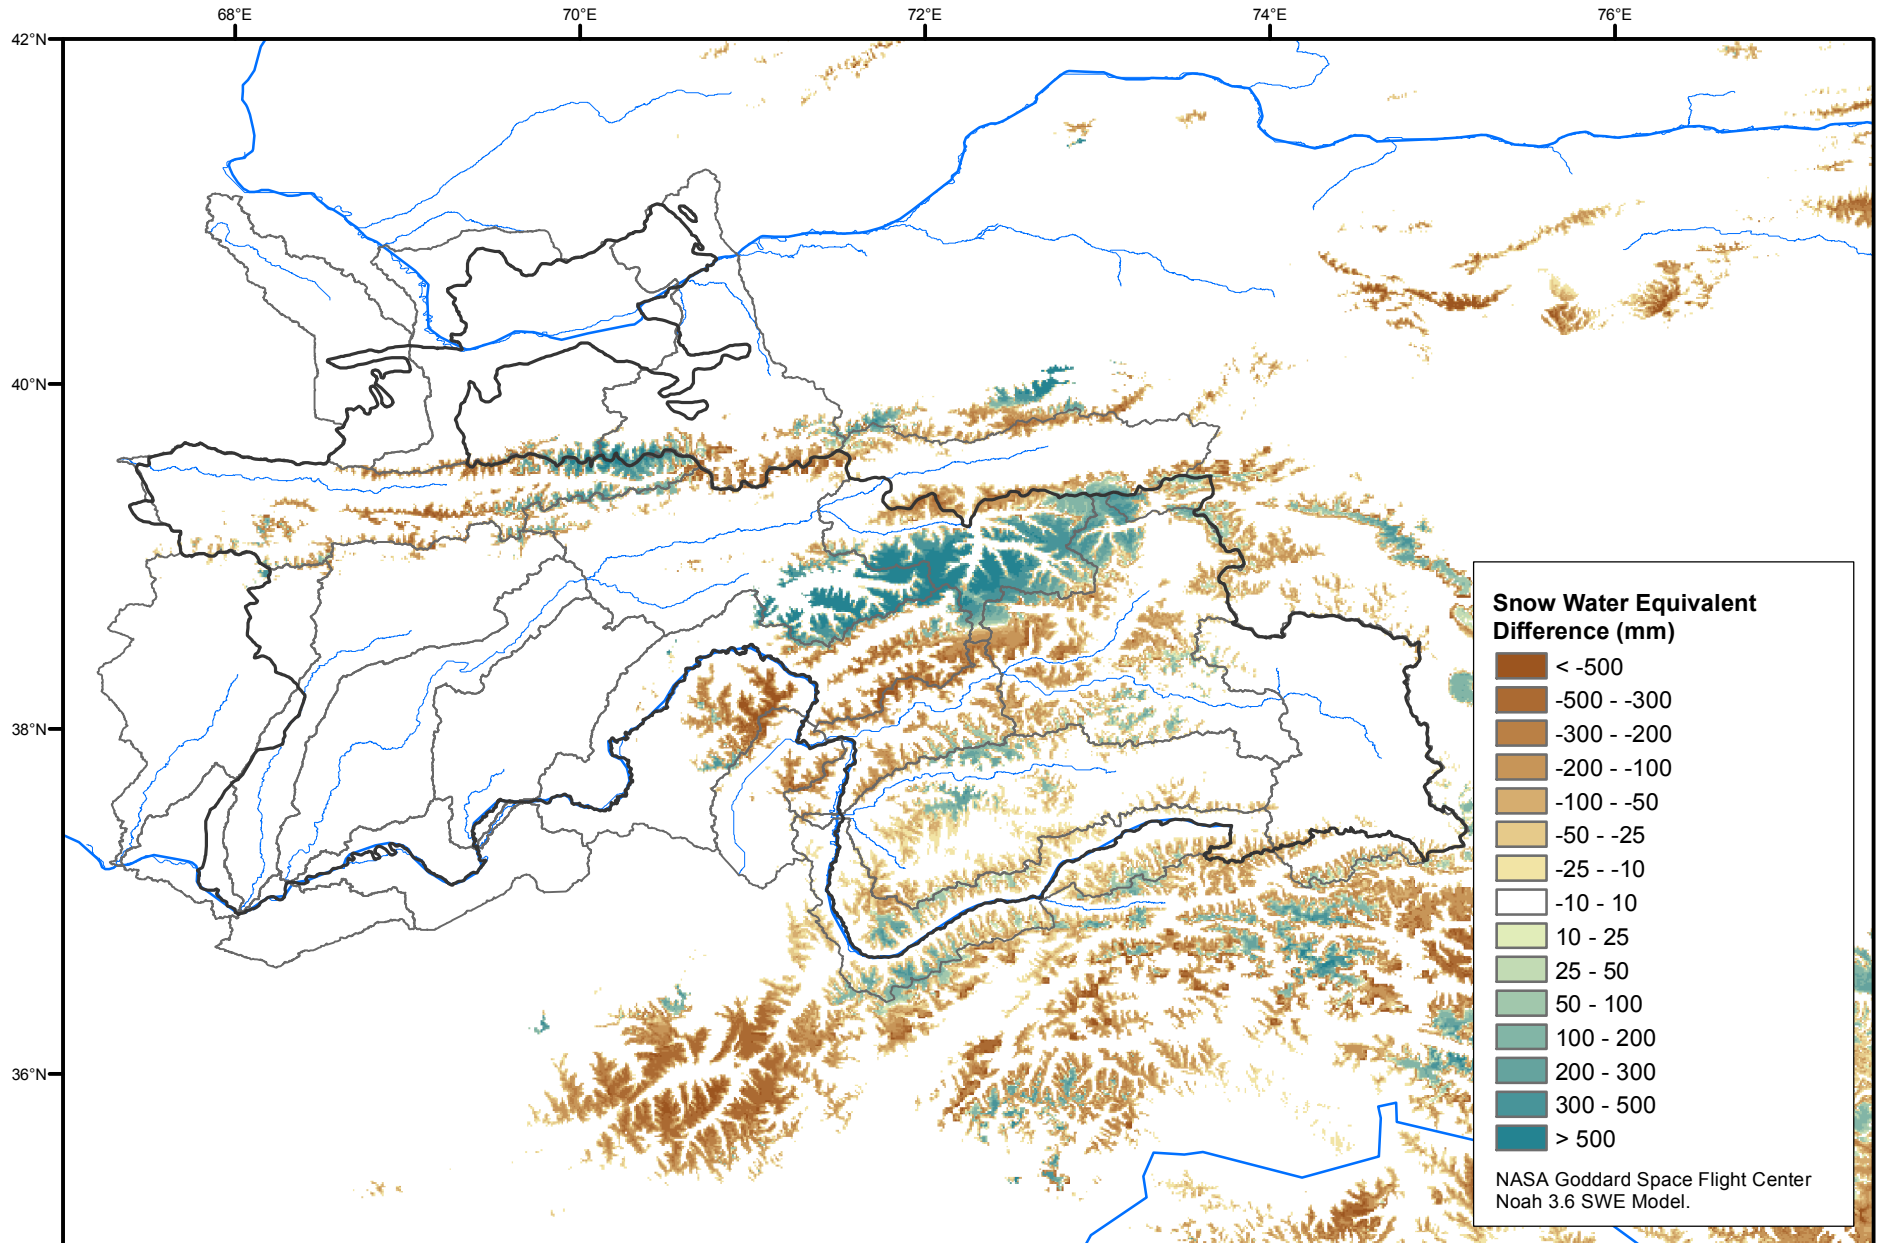 68°E 70°E 72°E 74°E 76°E
42°N
40°N
38°N
36°N
Snow Water Equivalent
Difference (mm)
< -500
-500 - -300
-300 - -200
-200 - -100
-100 - -50
-50 - -25
-25 - -10
-10 - 10
10 - 25
25 - 50
50 - 100
100 - 200
200 - 300
300 - 500
> 500
NASA Goddard Space Flight Center
Noah 3.6 SWE Model.